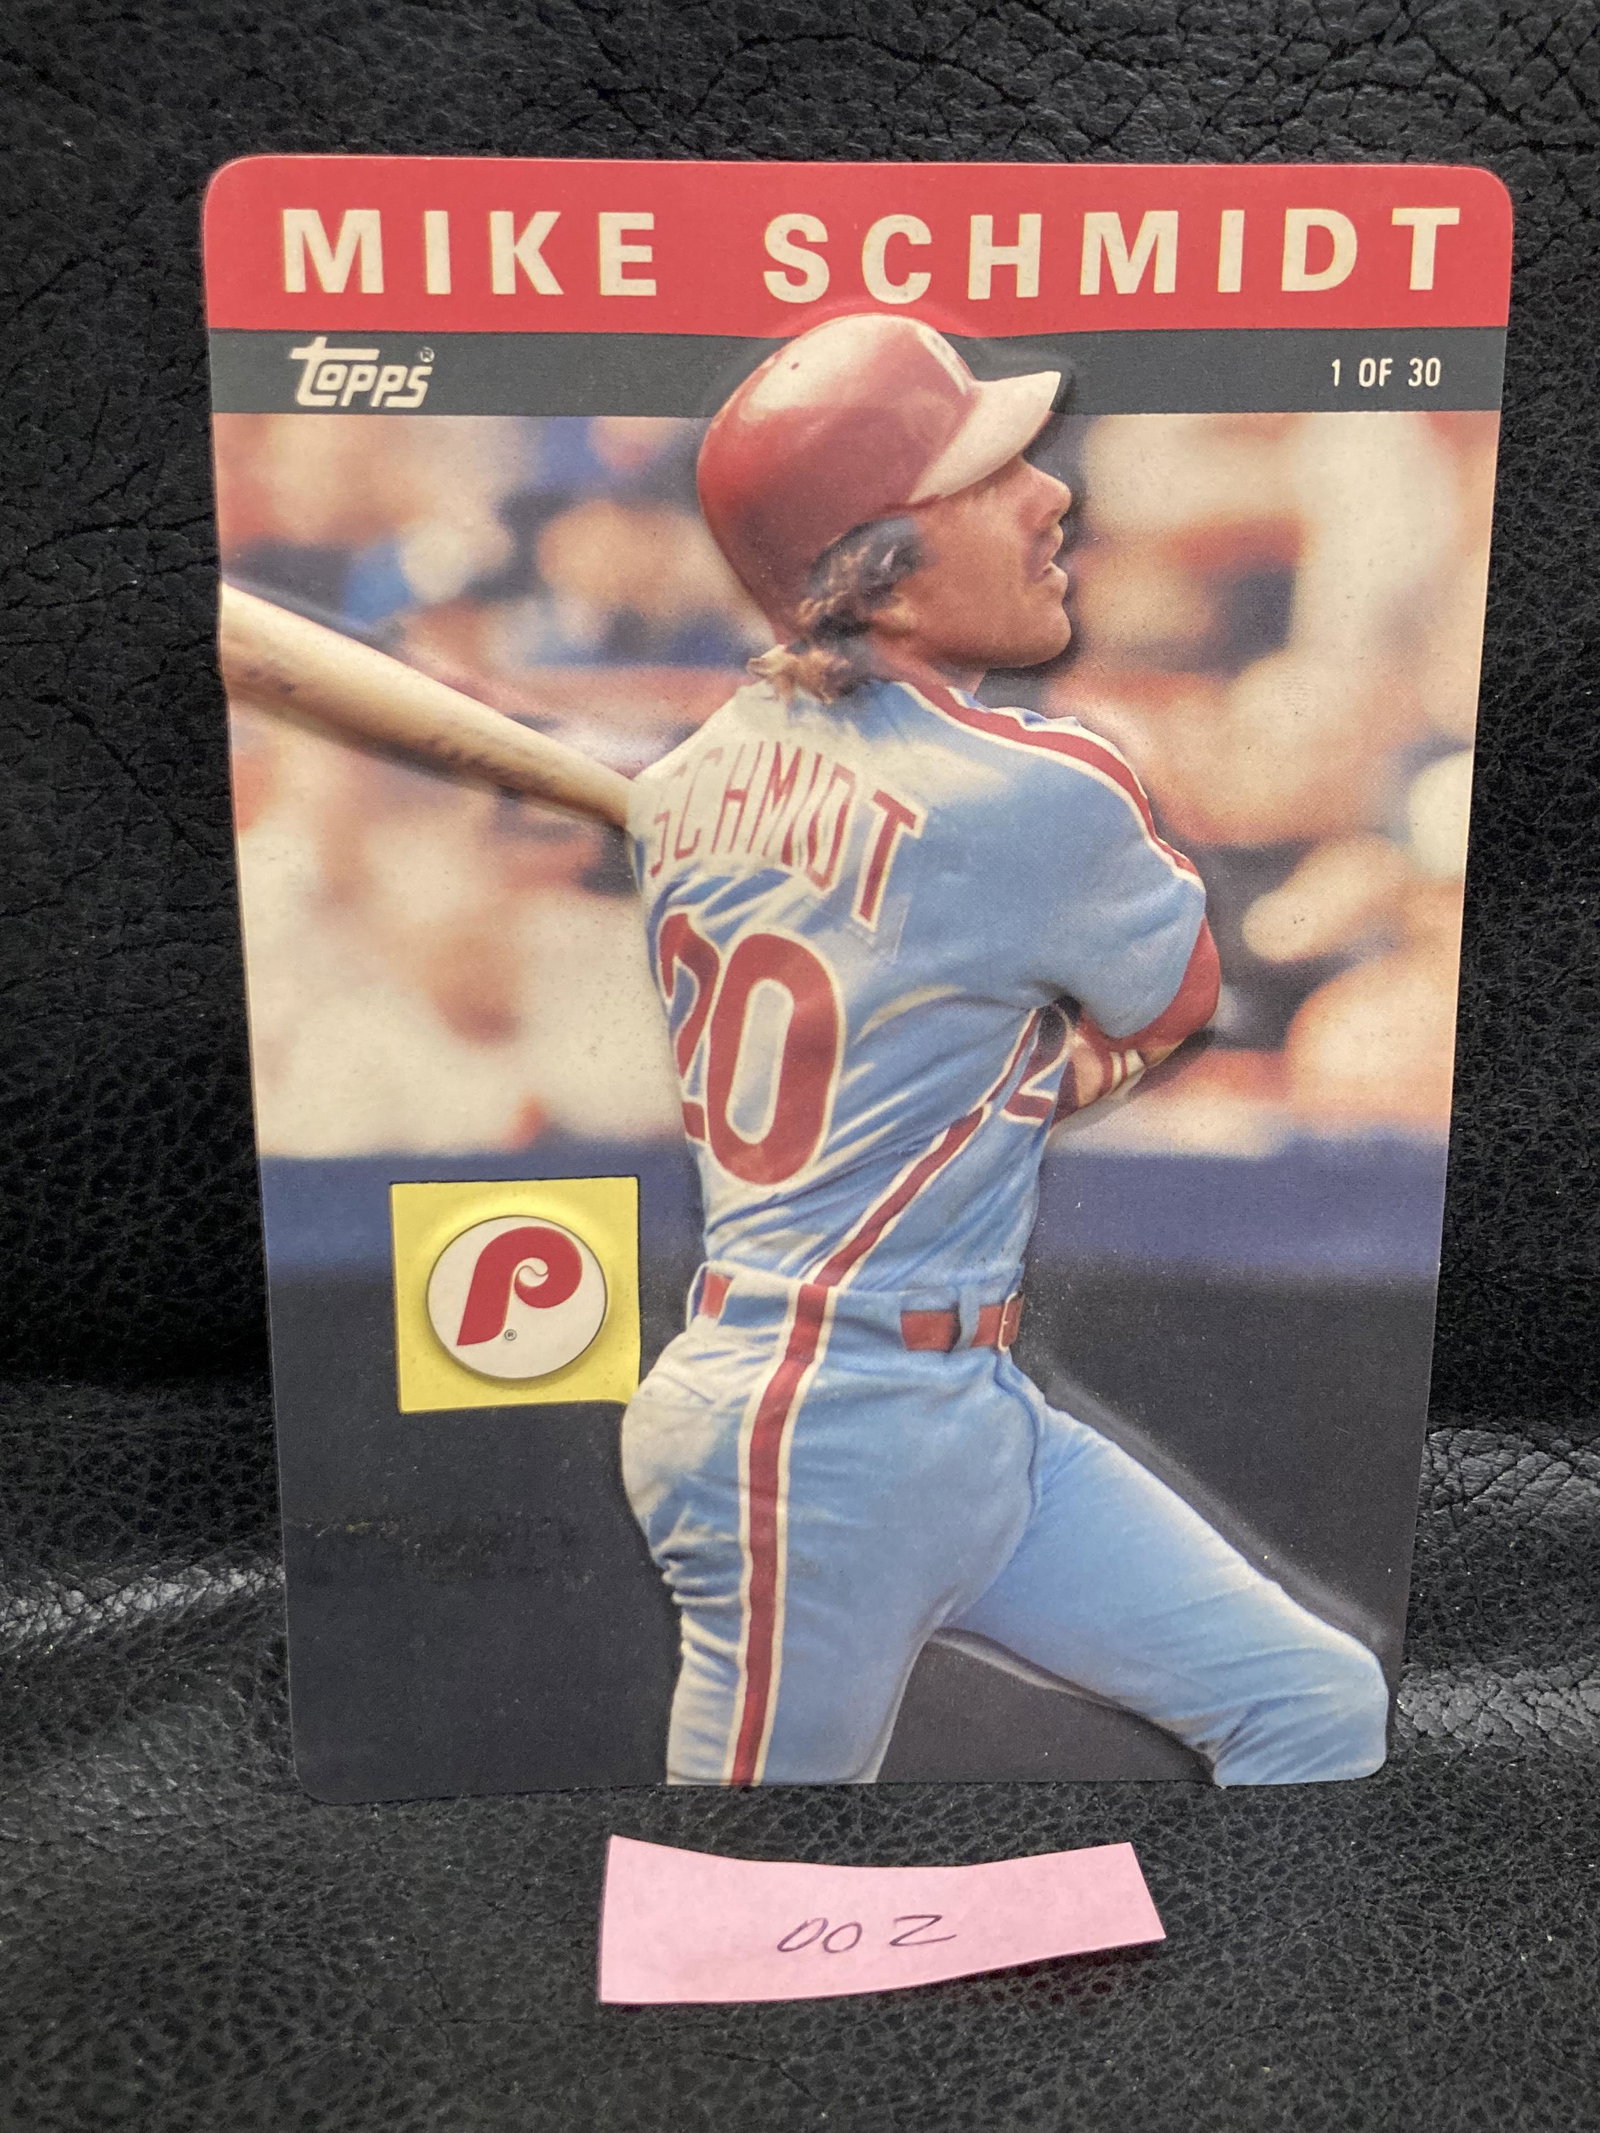 MIKE SCHMIDT
topps®
1 OF 30
SCHMIDT
20
P®
002